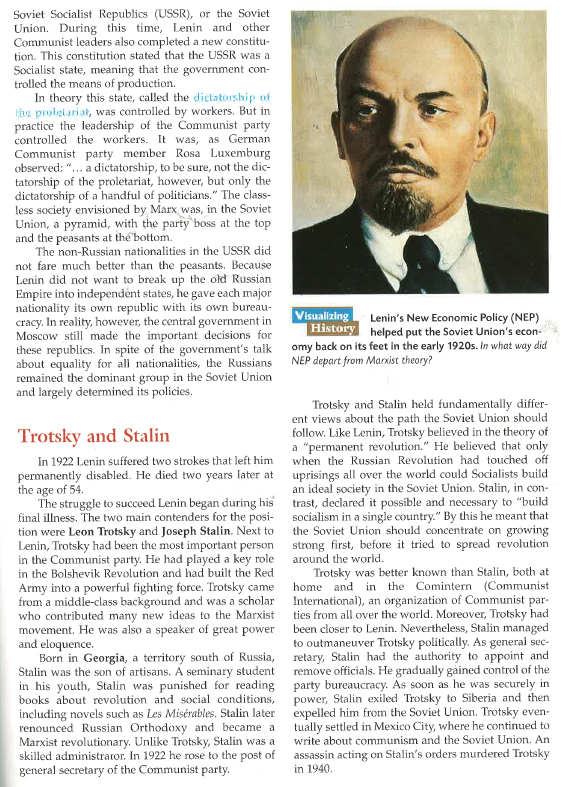 Soviet Socialist Republics (USSR), or the Soviet
Union. During this time, Lenin and other
Communist leaders also completed a new constitu-
tion. This constitution stated that the USSR was a
Socialist state, meaning that the government con-
trolled the means of production.
In theory this state, called the dictatorship of
the proletariat, was controlled by workers. But in
practice the leadership of the Communist party
controlled the workers. It was, as German
Communist party member Rosa Luxemburg
observed: "... a dictatorship, to be sure, not the dic-
tatorship of the proletariat, however, but only the
dictatorship of a handful of politicians." The class-
less society envisioned by Marx was, in the Soviet
Union, a pyramid, with the party boss at the top
and the peasants at the bottom.
The non-Russian nationalities in the USSR did
not fare much better than the peasants. Because
Lenin did not want to break up the old Russian
Empire into independent states, he gave each major
nationality its own republic with its own bureau-
cracy. In reality, however, the central government in
Moscow still made the important decisions for
these republics. In spite of the government's talk
about equality for all nationalities, the Russians
remained the dominant group in the Soviet Union
and largely determined its policies.
Trotsky and Stalin
In 1922 Lenin suffered two strokes that left him
permanently disabled. He died two years later at
the age of 54.
The struggle to succeed Lenin began during his
final illness. The two main contenders for the posi-
tion were Leon Trotsky and Joseph Stalin. Next to
Lenin, Trotsky had been the most important person
in the Communist party. He had played a key role
in the Bolshevik Revolution and had built the Red
Army into a powerful fighting force. Trotsky came
from a middle-class background and was a scholar
who contributed many new ideas to the Marxist
movement. He was also a speaker of great power
and eloquence.
Born in Georgia, a territory south of Russia,
Stalin was the son of artisans. A seminary student
in his youth, Stalin was punished for reading
books about revolution and social conditions,
including novels such as Les Misérables. Stalin later
renounced Russian Orthodoxy and became a
Marxist revolutionary. Unlike Trotsky, Stalin was a
skilled administrator. In 1922 he rose to the post of
general secretary of the Communist party.
Visualizing
History
Lenin's New Economic Policy (NEP)
helped put the Soviet Union's econ-
omy back on its feet in the early 1920s. In what way did
NEP depart from Marxist theory?
Trotsky and Stalin held fundamentally differ-
ent views about the path the Soviet Union should
follow. Like Lenin, Trotsky believed in the theory of
a "permanent revolution." He believed that only
when the Russian Revolution had touched off
uprisings all over the world could Socialists build
an ideal society in the Soviet Union. Stalin, in con-
trast, declared it possible and necessary to "build
socialism in a single country." By this he meant that
the Soviet Union should concentrate on growing
strong first, before it tried to spread revolution
around the world.
Trotsky was better known than Stalin, both at
home and in the Comintern (Communist
International), an organization of Communist par-
ties from all over the world. Moreover, Trotsky had
been closer to Lenin. Nevertheless, Stalin managed
to outmaneuver Trotsky politically. As general sec-
retary, Stalin had the authority to appoint and
remove officials. He gradually gained control of the
party bureaucracy. As soon as he was securely in
power, Stalin exiled Trotsky to Siberia and then
expelled him from the Soviet Union. Trotsky even-
tually settled in Mexico City, where he continued to
write about communism and the Soviet Union. An
assassin acting on Stalin's orders murdered Trotsky
in 1940.